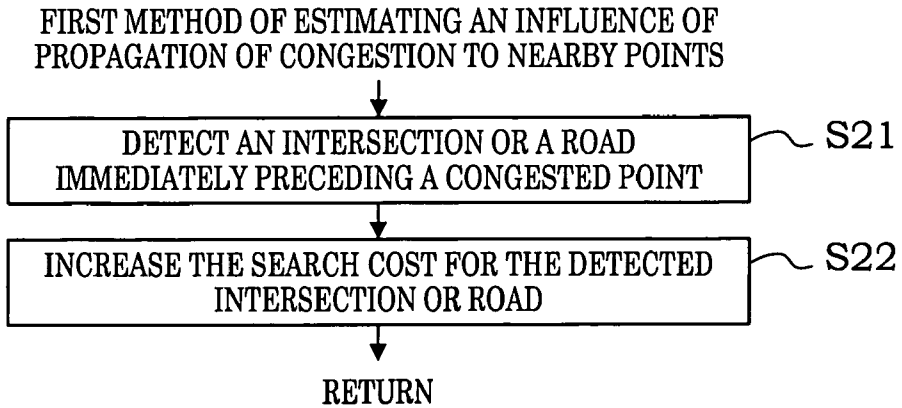 FIRST METHOD OF ESTIMATING AN INFLUENCE OF
PROPAGATION OF CONGESTION TO NEARBY POINTS
DETECT AN INTERSECTION OR A ROAD
IMMEDIATELY PRECEDING A CONGESTED POINT
S21
INCREASE THE SEARCH COST FOR THE DETECTED
INTERSECTION OR ROAD
S22
RETURN